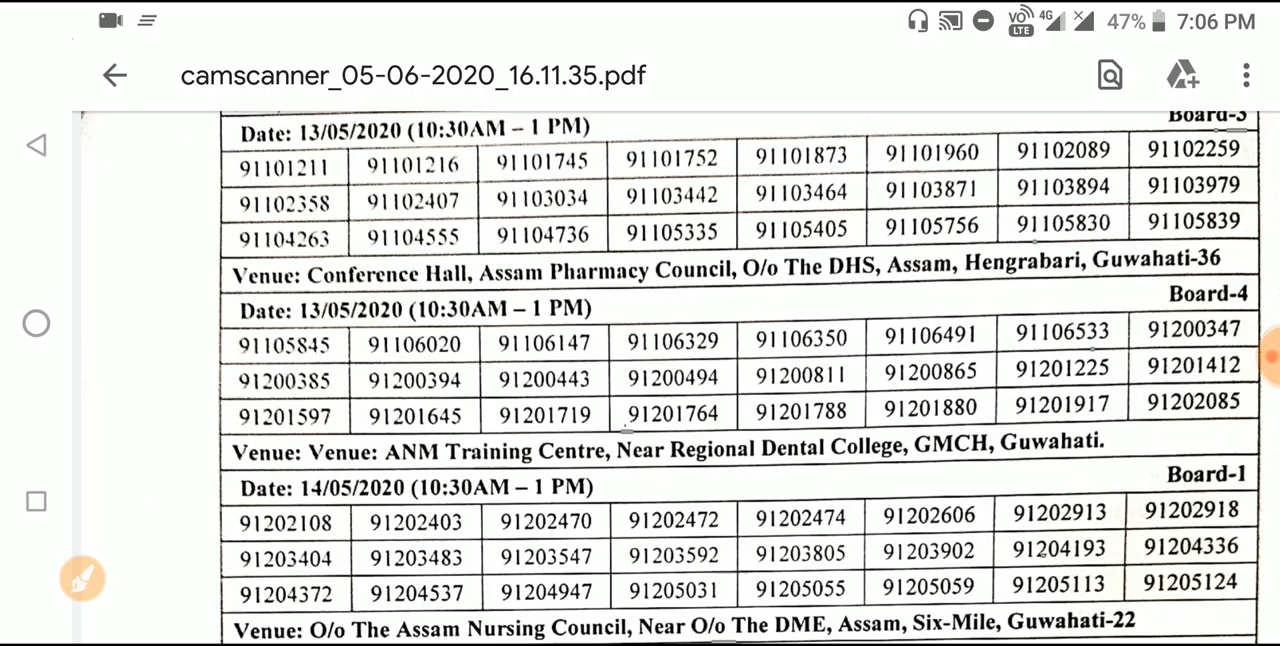 VO 4G LTE 47% 7:06 PM
camscanner_05-06-2020_16.11.35.pdf
Board-3
Date: 13/05/2020 (10:30AM – 1 PM)
91101211 91101216 91101745 91101752 91101873 91101960 91102089 91102259
91102358 91102407 91103034 91103442 91103464 91103871 91103894 91103979
91104263 91104555 91104736 91105335 91105405 91105756 91105830 91105839
Venue: Conference Hall, Assam Pharmacy Council, O/o The DHS, Assam, Hengrabari, Guwahati-36
Date: 13/05/2020 (10:30AM – 1 PM) Board-4
91105845 91106020 91106147 91106329 91106350 91106491 91106533 91200347
91200385 91200394 91200443 91200494 91200811 91200865 91201225 91201412
91201597 91201645 91201719 91201764 91201788 91201880 91201917 91202085
Venue: Venue: ANM Training Centre, Near Regional Dental College, GMCH, Guwahati.
Date: 14/05/2020 (10:30AM – 1 PM) Board-1
91202108 91202403 91202470 91202472 91202474 91202606 91202913 91202918
91203404 91203483 91203547 91203592 91203805 91203902 91204193 91204336
91204372 91204537 91204947 91205031 91205055 91205059 91205113 91205124
Venue: O/o The Assam Nursing Council, Near O/o The DME, Assam, Six-Mile, Guwahati-22